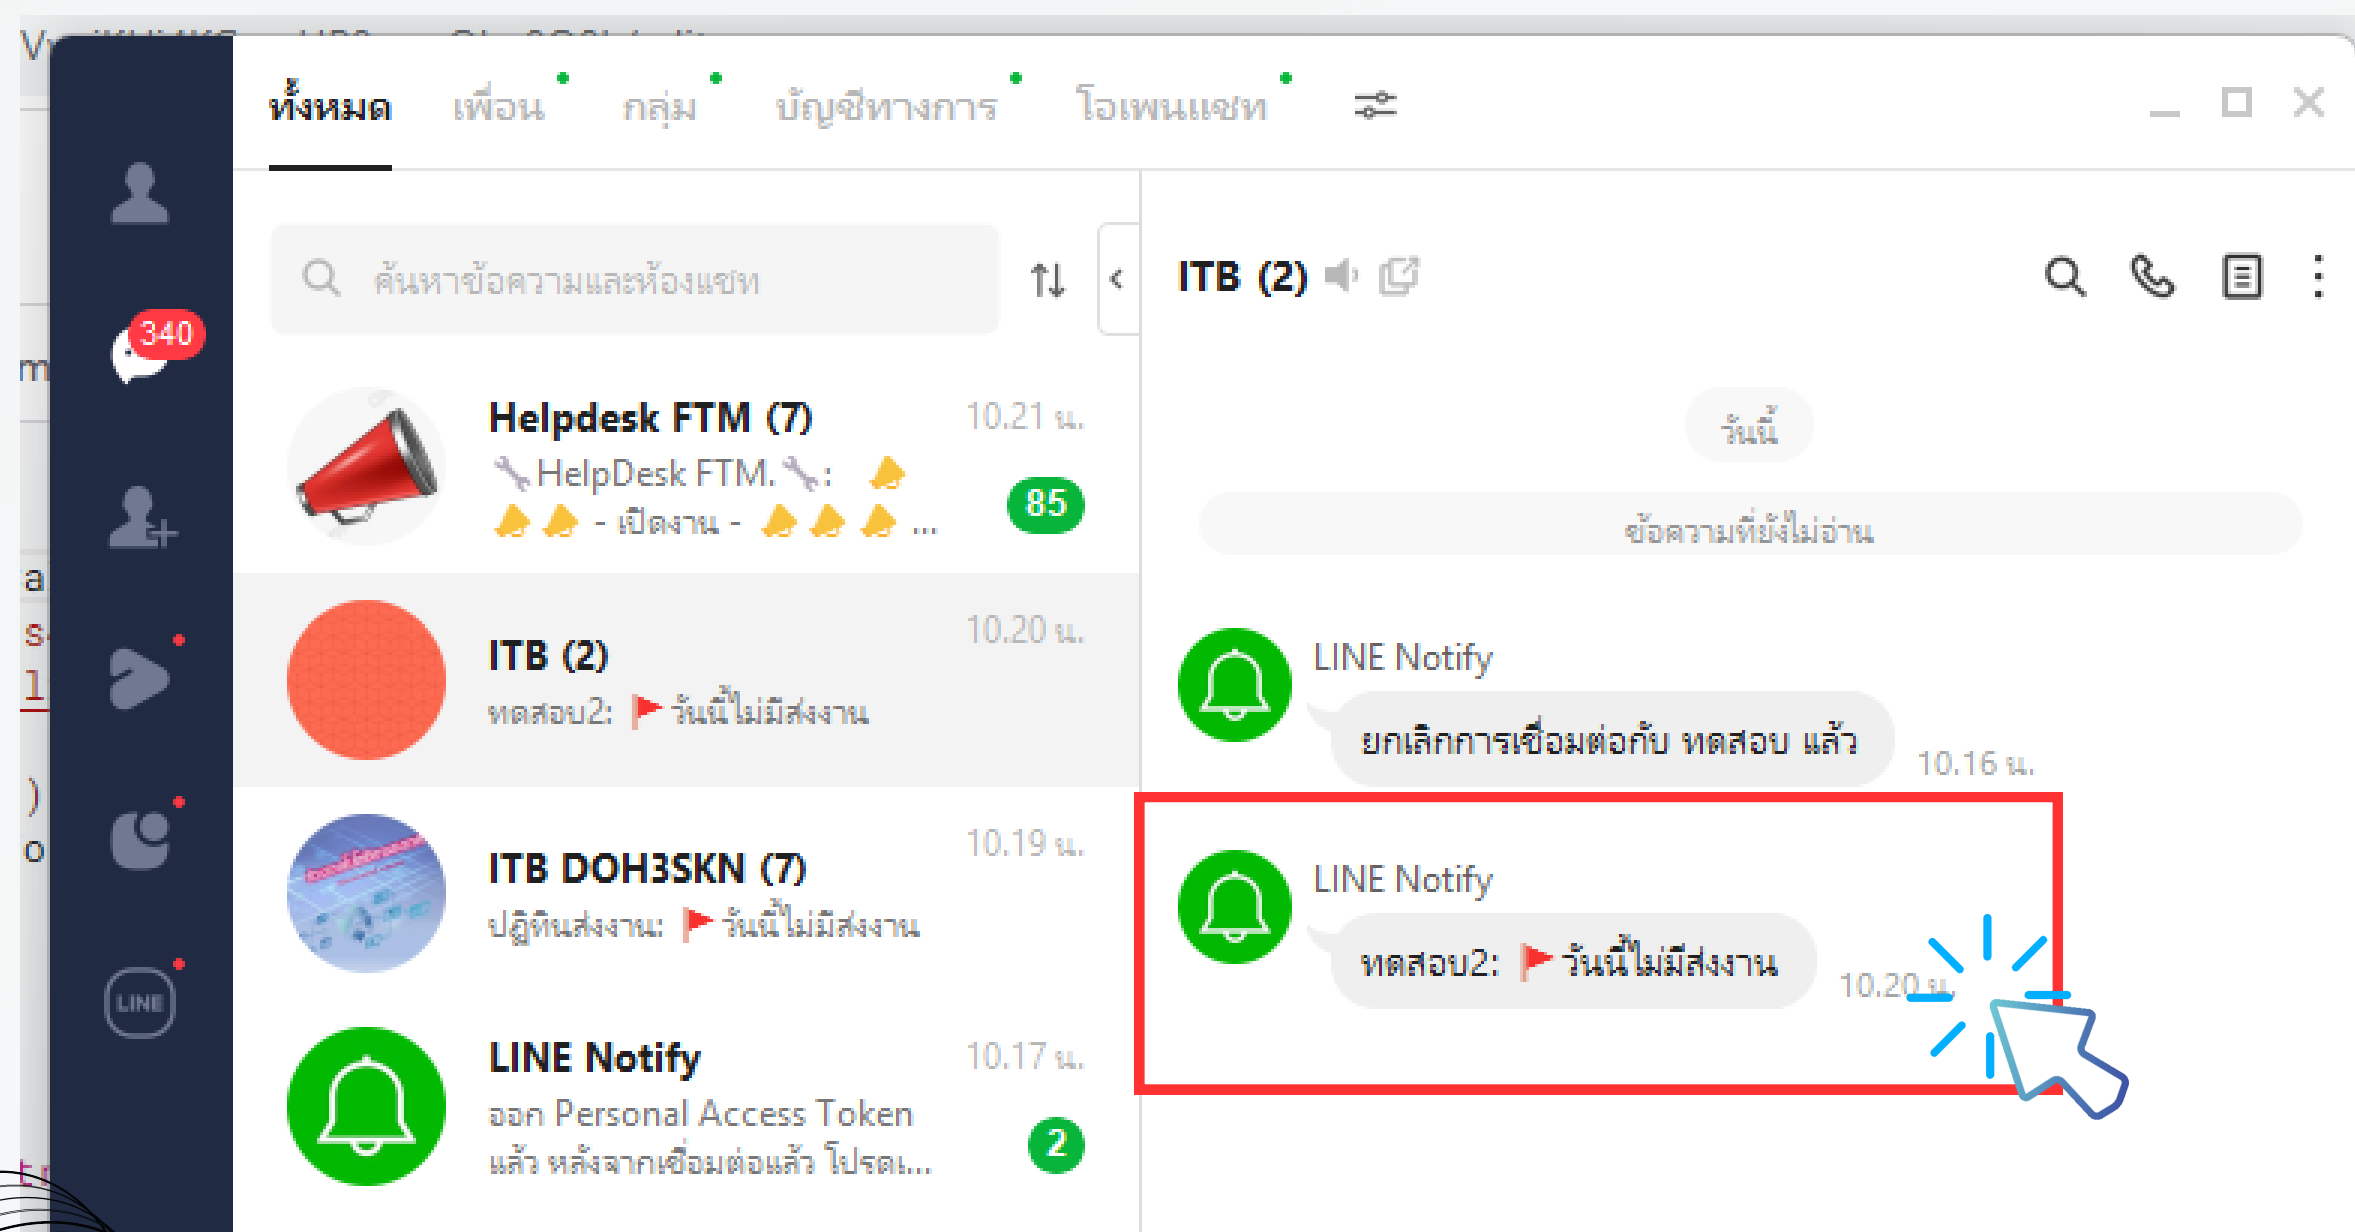 ทั้งหมด เพื่อน กลุ่ม บัญชีทางการ โอเพนแชท
340
ค้นหาข้อความและห้องแชท
Helpdesk FTM (7) 10.21 น.
HelpDesk FTM. :
- เปิดงาน - ...
85
ITB (2) 10.20 น.
ทดสอบ2: 🚩วันนี้ไม่มีส่งงาน
ITB DOH3SKN (7) 10.19 น.
ปฏิทินส่งงาน: 🚩วันนี้ไม่มีส่งงาน
LINE Notify 10.17 น.
ออก Personal Access Token
แล้ว หลังจากเชื่อมต่อแล้ว โปรดเ...
2
LINE
ITB (2)
วันนี้
ข้อความที่ยังไม่อ่าน
LINE Notify
ยกเลิกการเชื่อมต่อกับ ทดสอบ แล้ว
10.16 น.
LINE Notify
ทดสอบ2: 🚩วันนี้ไม่มีส่งงาน
10.20 น.